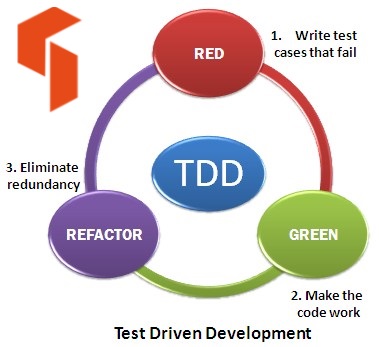 RED
1. Write test
cases that fail
3. Eliminate
redundancy
TDD
REFACTOR
GREEN
2. Make the
code work
Test Driven Development